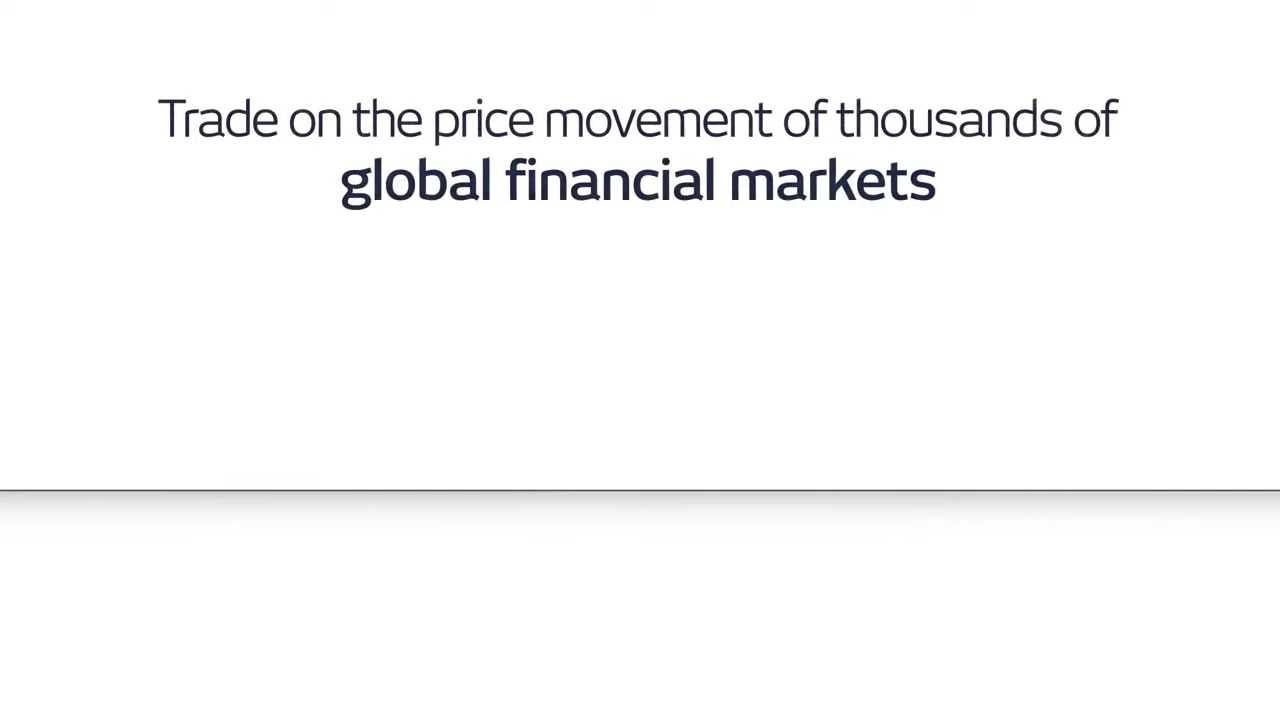 Trade on the price movement of thousands of
global financial markets